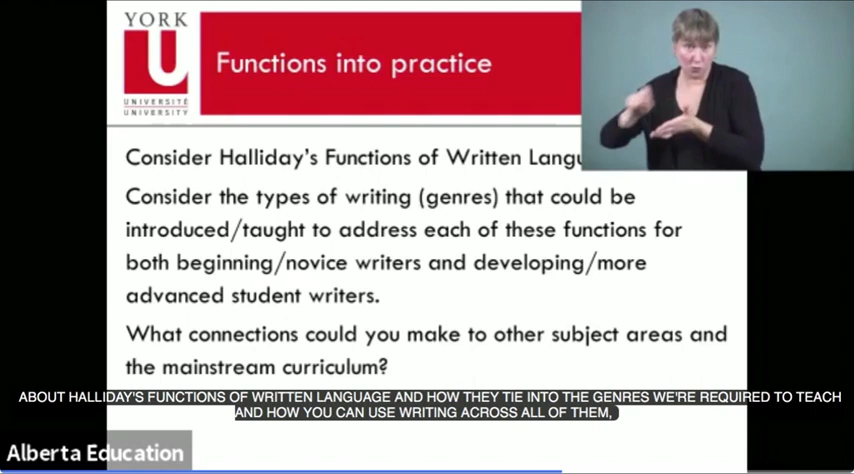 YORK
U
UNIVERSITÉ
UNIVERSITY
Functions into practice
Consider Halliday's Functions of Written
Consider the types of writing (genres) that could be
introduced/taught to address each of these functions for
both beginning/novice writers and developing/more
advanced student writers.
What connections could you make to other subject areas and
the mainstream curriculum?
ABOUT HALLIDAY'S FUNCTIONS OF WRITTEN LANGUAGE AND HOW THEY TIE INTO THE GENRES WE'RE REQUIRED TO TEACH
AND HOW YOU CAN USE WRITING ACROSS ALL OF THEM,
Alberta Education